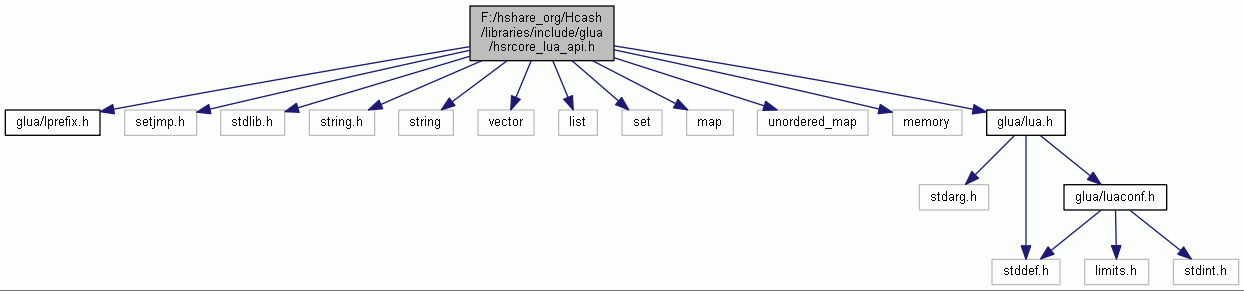 F:/hshare_org/Hcash
/libraries/include/glua
/hsrcore_lua_api.h
glua/lprefix.h
setjmp.h
stdlib.h
string.h
string
vector
list
set
map
unordered_map
memory
glua/lua.h
stdarg.h
glua/luaconf.h
stddef.h
limits.h
stdint.h